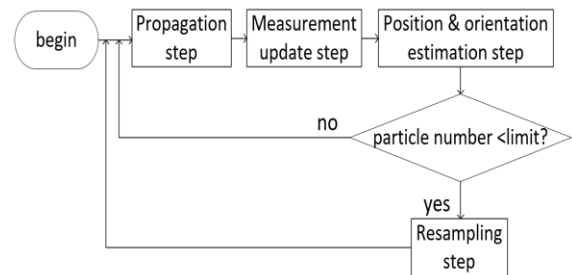 begin
Propagation
step
Measurement
update step
Position & orientation
estimation step
particle number <limit?
no
yes
Resampling
step